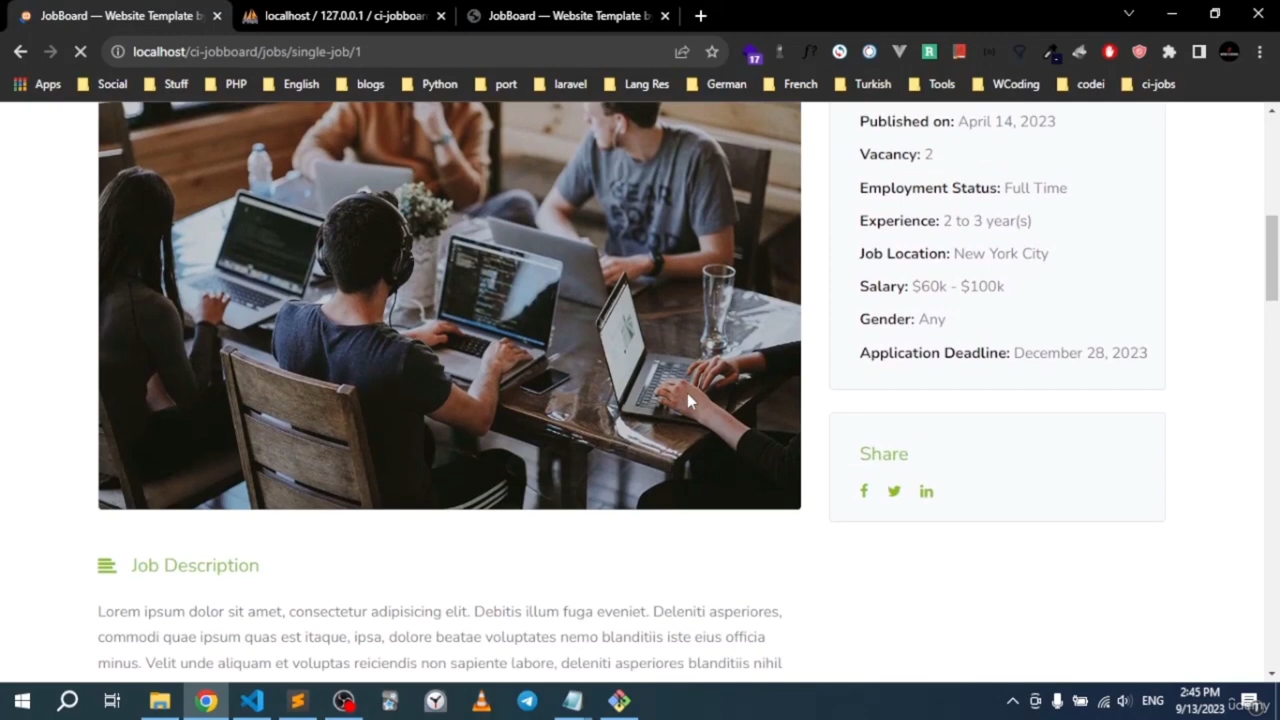 JobBoard — Website Template b
localhost / 127.0.0.1 / ci-jobboar
JobBoard — Website Template b
localhost/ci-jobboard/jobs/single-job/1
17
Apps
Social
Stuff
PHP
English
blogs
Python
port
laravel
Lang Res
German
French
Turkish
Tools
WCoding
codei
ci-jobs
Published on: April 14, 2023
Vacancy: 2
Employment Status: Full Time
Experience: 2 to 3 year(s)
Job Location: New York City
Salary: $60k - $100k
Gender: Any
Application Deadline: December 28, 2023
Share
Job Description
Lorem ipsum dolor sit amet, consectetur adipisicing elit. Debitis illum fuga eveniet. Deleniti asperiores,
commodi quae ipsum quas est itaque, ipsa, dolore beatae voluptates nemo blanditiis iste eius officia
minus. Velit unde aliquam et voluptas reiciendis non sapiente labore, deleniti asperiores blanditiis nihil
ENG
2:45 PM
9/13/2023
udemy